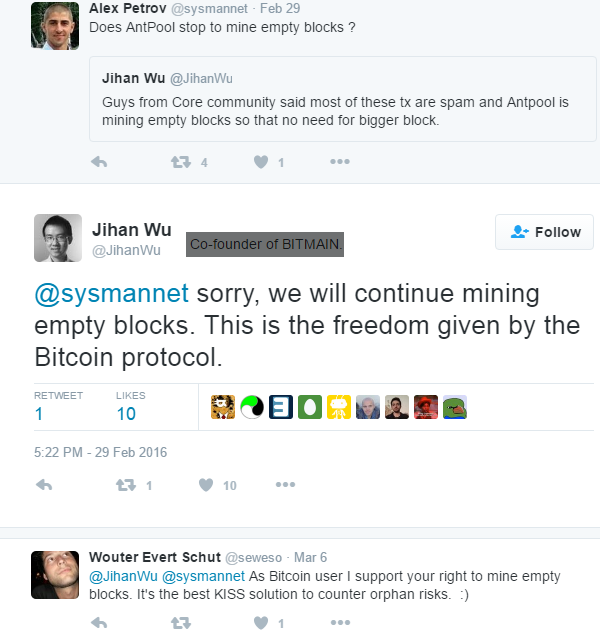 Alex Petrov @sysmannet · Feb 29
Does AntPool stop to mine empty blocks ?
Jihan Wu @JihanWu
Guys from Core community said most of these tx are spam and Antpool is
mining empty blocks so that no need for bigger block.
4 1
Jihan Wu
@JihanWu
Co-founder of BITMAIN.
Follow
@sysmannet sorry, we will continue mining
empty blocks. This is the freedom given by the
Bitcoin protocol.
RETWEET LIKES
1 10
5:22 PM - 29 Feb 2016
1 10
Wouter Evert Schut @seweso · Mar 6
@JihanWu @sysmannet As Bitcoin user I support your right to mine empty
blocks. It's the best KISS solution to counter orphan risks. :)
1